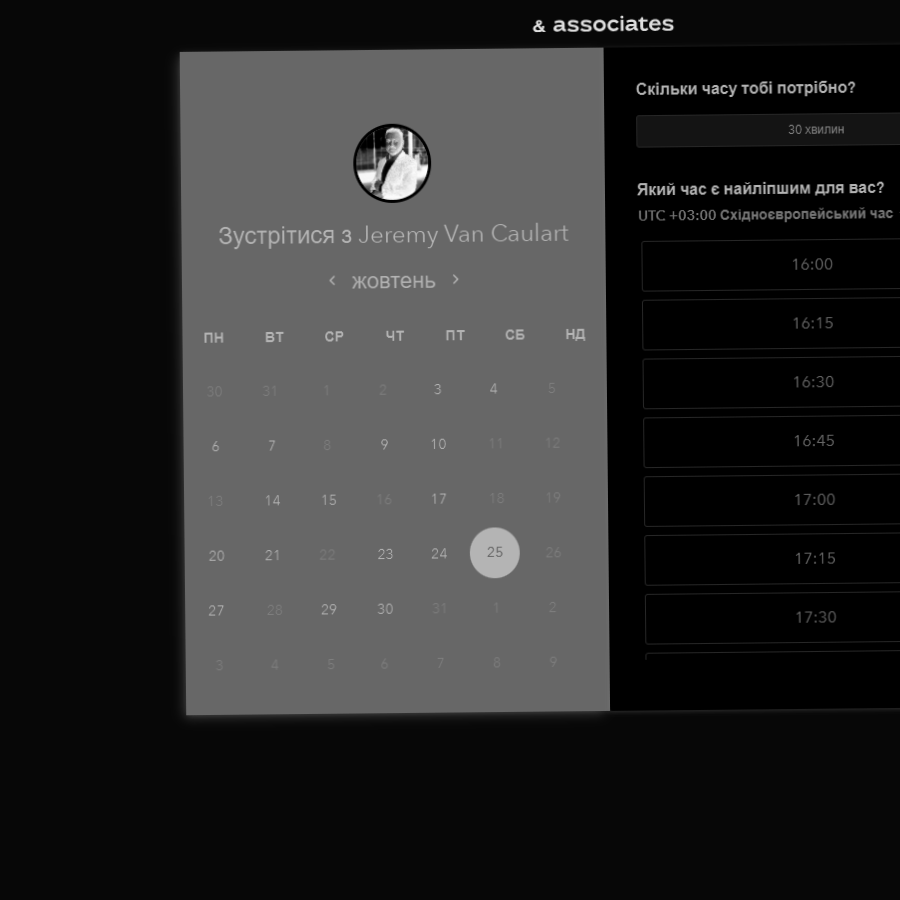 & associates
Зустрітися з Jeremy Van Caulart
жовтень
ПН ВТ СР ЧТ ПТ СБ НД
30 31 1 2 3 4 5
6 7 8 9 10 11 12
13 14 15 16 17 18 19
20 21 22 23 24 25 26
27 28 29 30 31 1 2
3 4 5 6 7 8 9
Скільки часу тобі потрібно?
30 хвилин
Який час є найліпшим для вас?
UTC +03:00 Східноєвропейський час
16:00
16:15
16:30
16:45
17:00
17:15
17:30